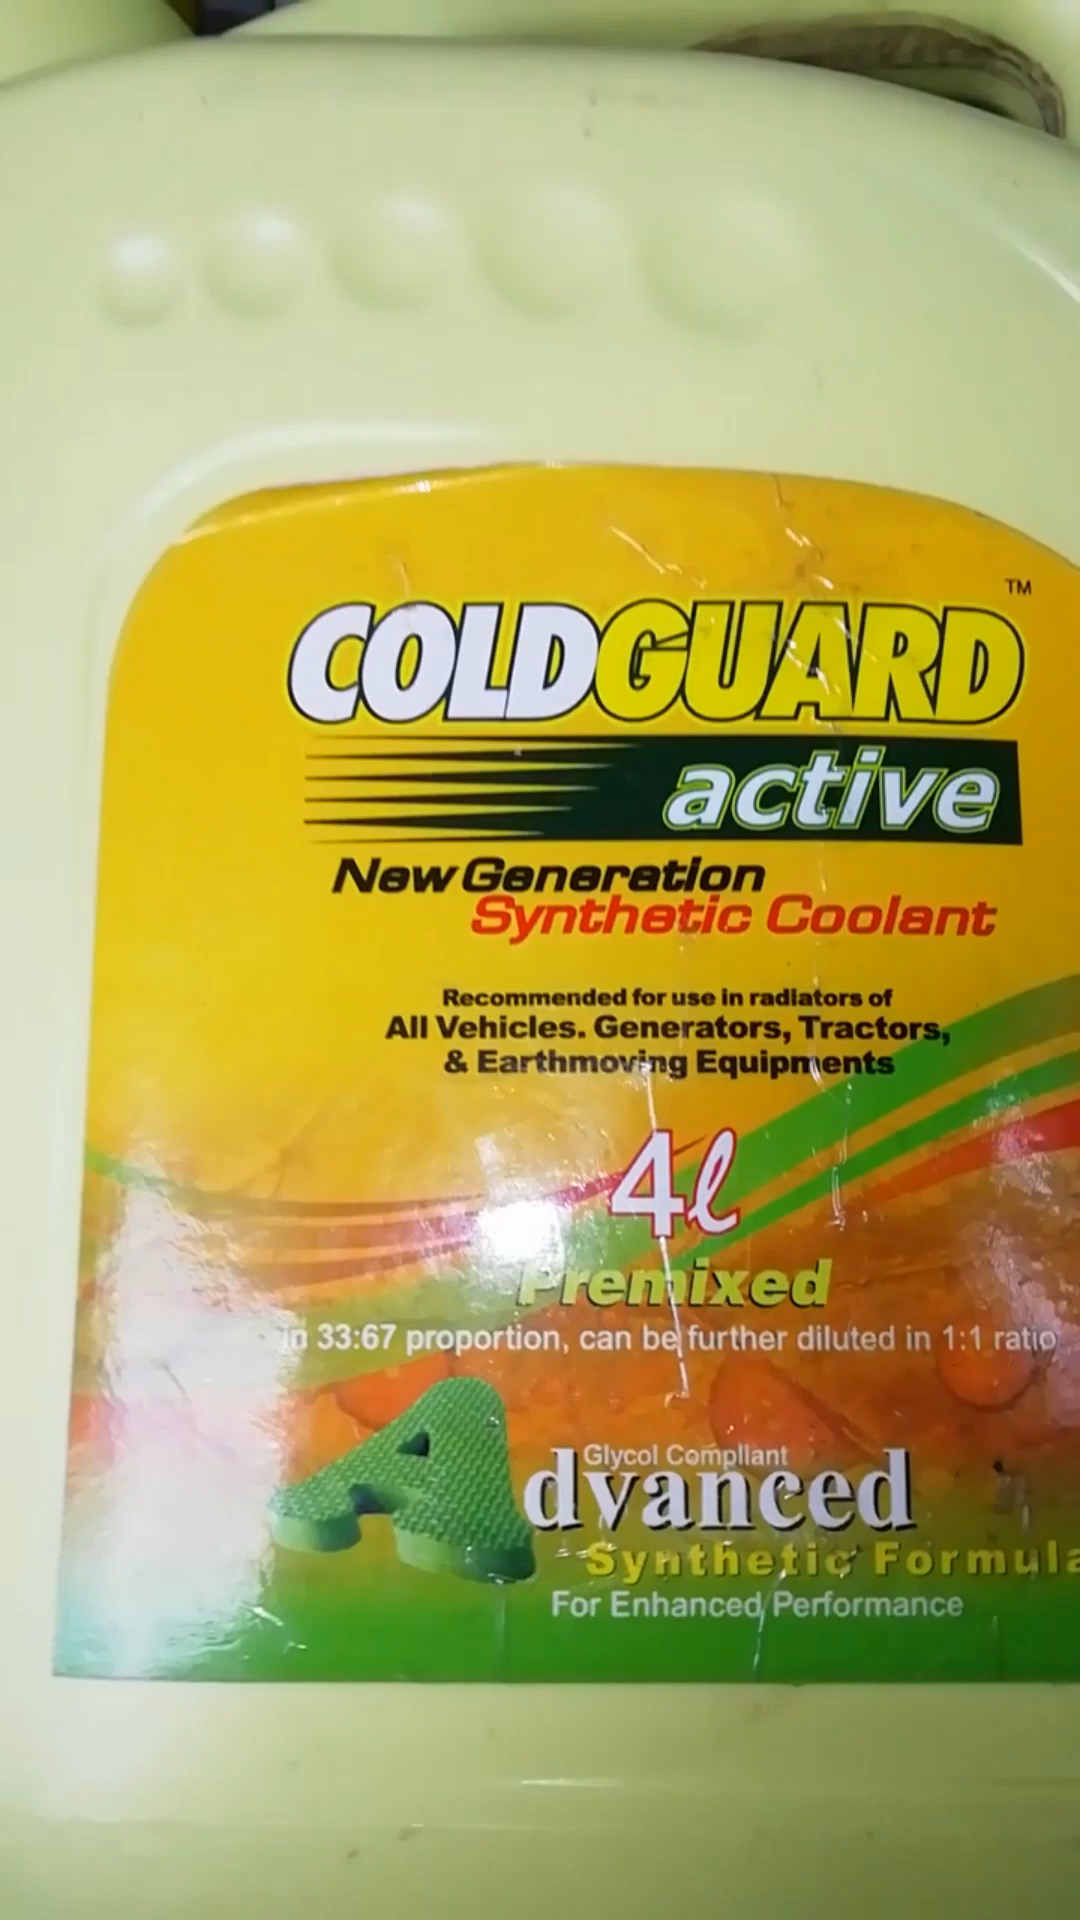 COLDGUARD™
active
New Generation
Synthetic Coolant
Recommended for use in radiators of
All Vehicles. Generators, Tractors,
& Earthmoving Equipments
4ℓ
Premixed
in 33:67 proportion, can be further diluted in 1:1 ratio
Glycol Compliant
Advanced
Synthetic Formula
For Enhanced Performance